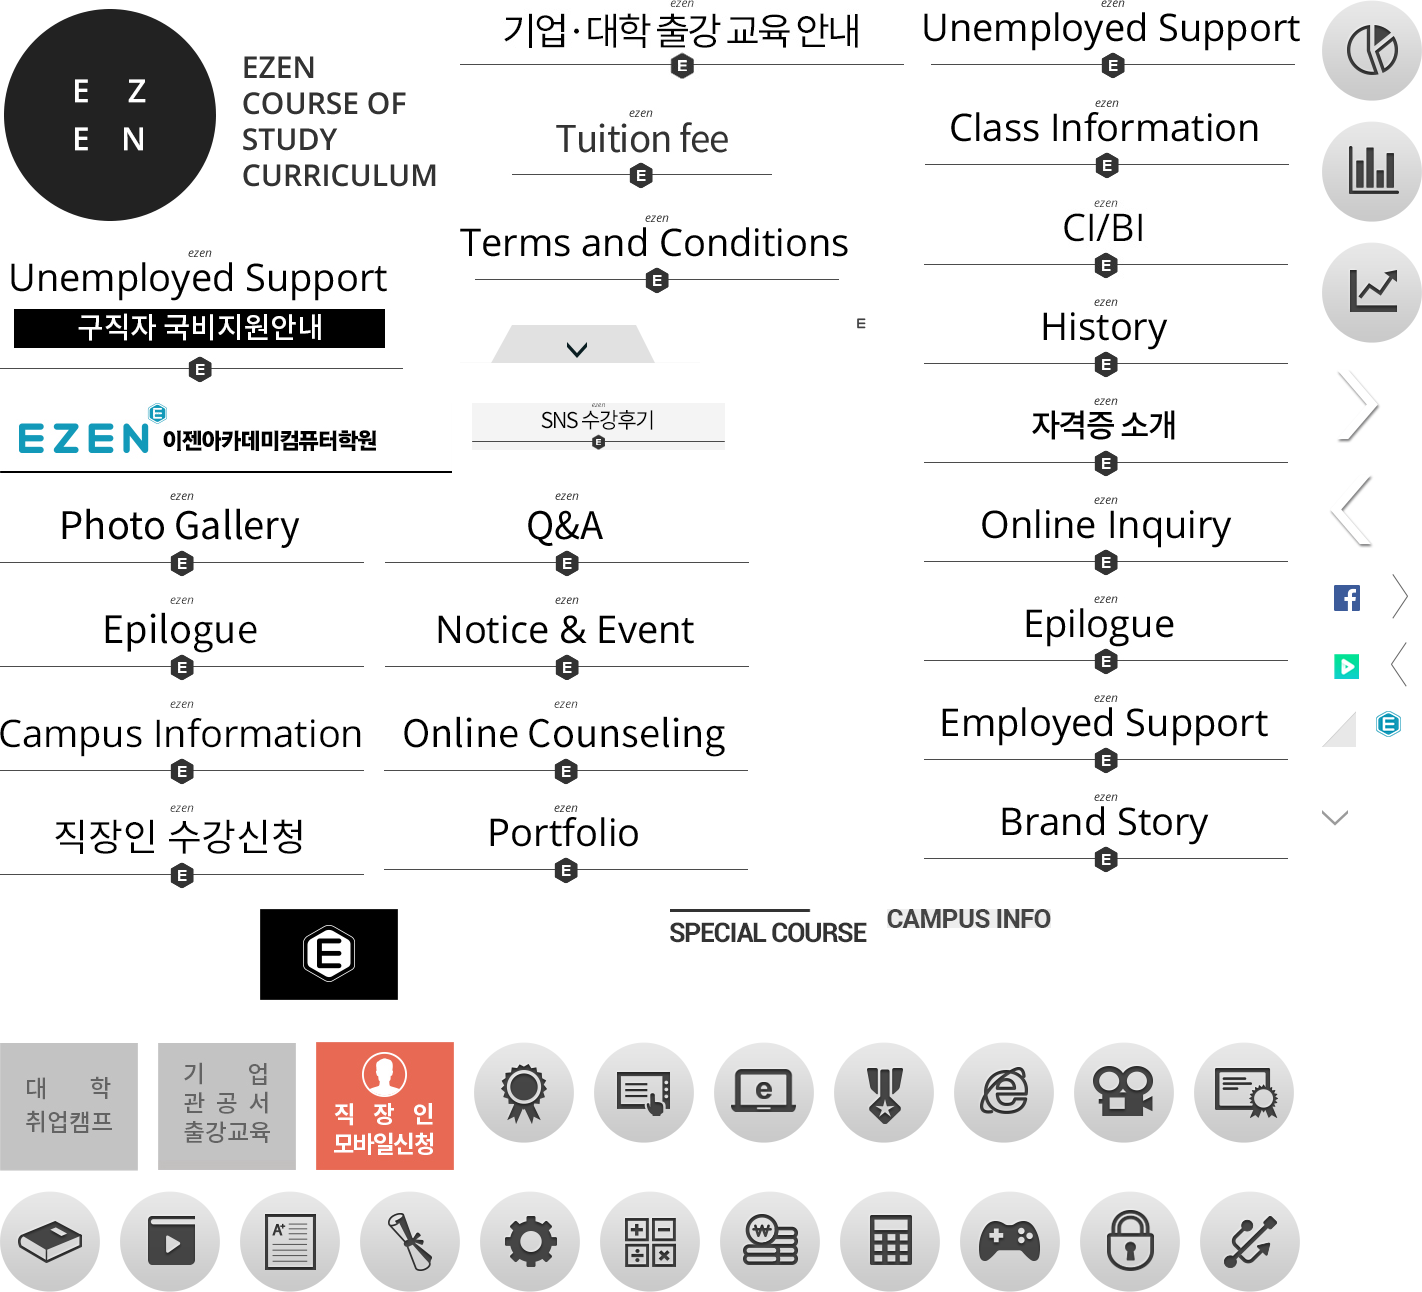 E Z
E N
EZEN
COURSE OF
STUDY
CURRICULUM
ezen
Unemployed Support
구직자 국비지원안내
E
EZEN E 이젠아카데미컴퓨터학원
ezen
기업·대학 출강 교육 안내
E
ezen
Tuition fee
E
ezen
Terms and Conditions
E
E
ezen
SNS 수강후기
E
ezen
Unemployed Support
E
ezen
Class Information
E
ezen
CI/BI
E
ezen
History
E
ezen
자격증 소개
E
ezen
Online Inquiry
E
ezen
Epilogue
E
ezen
Employed Support
E
ezen
Brand Story
E
ezen
Photo Gallery
E
ezen
Epilogue
E
ezen
Campus Information
E
ezen
직장인 수강신청
E
ezen
Q&A
E
ezen
Notice & Event
E
ezen
Online Counseling
E
ezen
Portfolio
E
f
E
E
SPECIAL COURSE
CAMPUS INFO
대 학
취업캠프
기 업
관 공 서
출강교육
직 장 인
모바일신청
e
e
A+
₩